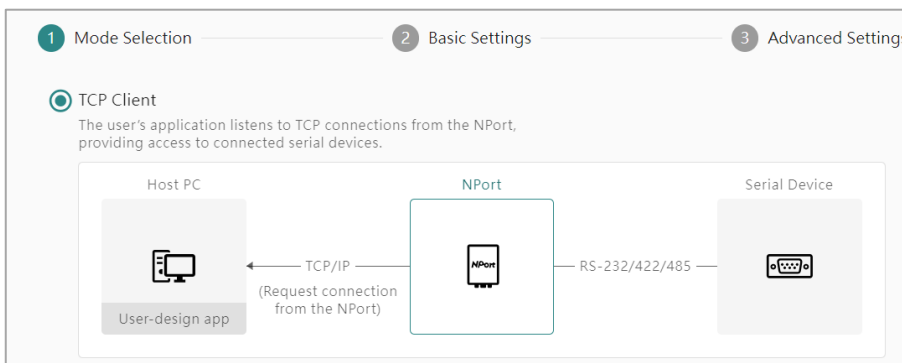 1 Mode Selection 2 Basic Settings 3 Advanced Settings
TCP Client
The user's application listens to TCP connections from the NPort,
providing access to connected serial devices.
Host PC NPort Serial Device
NPort
TCP/IP RS-232/422/485
(Request connection
from the NPort)
User-design app